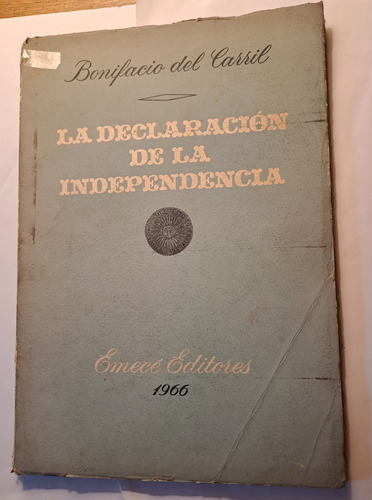 Bonifacio del Carril
LA DECLARACIÓN
DE LA
INDEPENDENCIA
Emecé Editores
1966